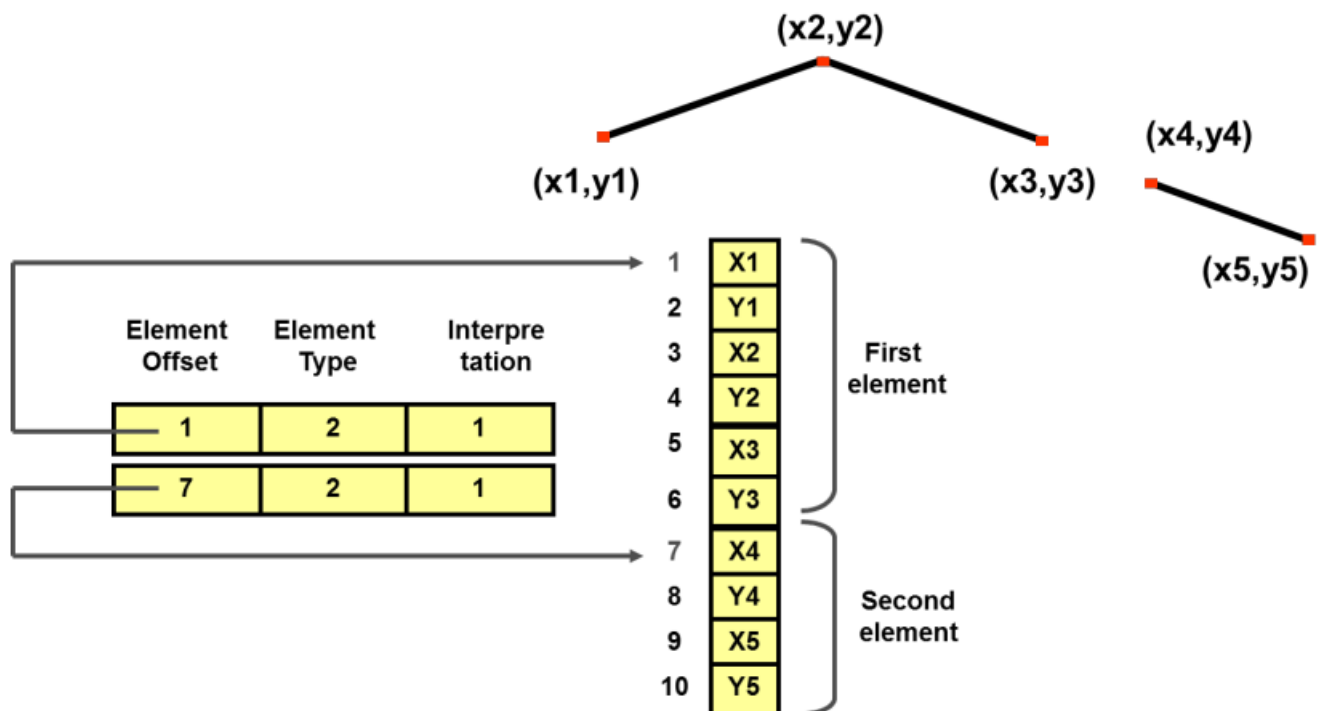 (x2,y2)
(x4,y4)
(x1,y1)
(x3,y3)
(x5,y5)
Element
Offset
Element
Type
Interpre
tation
1
2
1
7
2
1
1 X1
2 Y1
3 X2
4 Y2
5 X3
6 Y3
7 X4
8 Y4
9 X5
10 Y5
First
element
Second
element